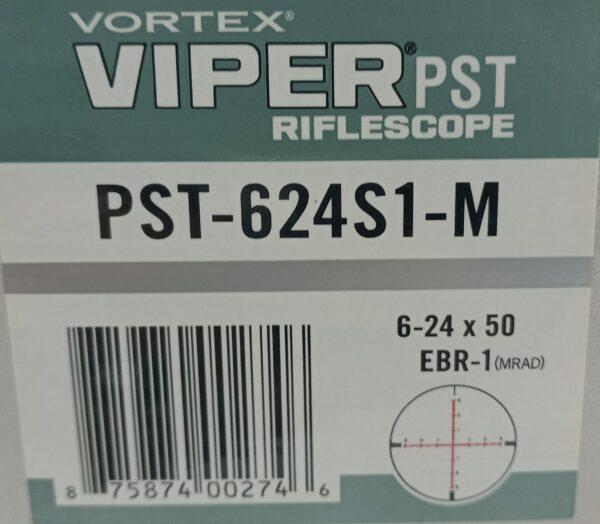 VORTEX®
VIPER® PST
RIFLESCOPE
PST-624S1-M
6-24 x 50
EBR-1 (MRAD)
8 75874 00274 6